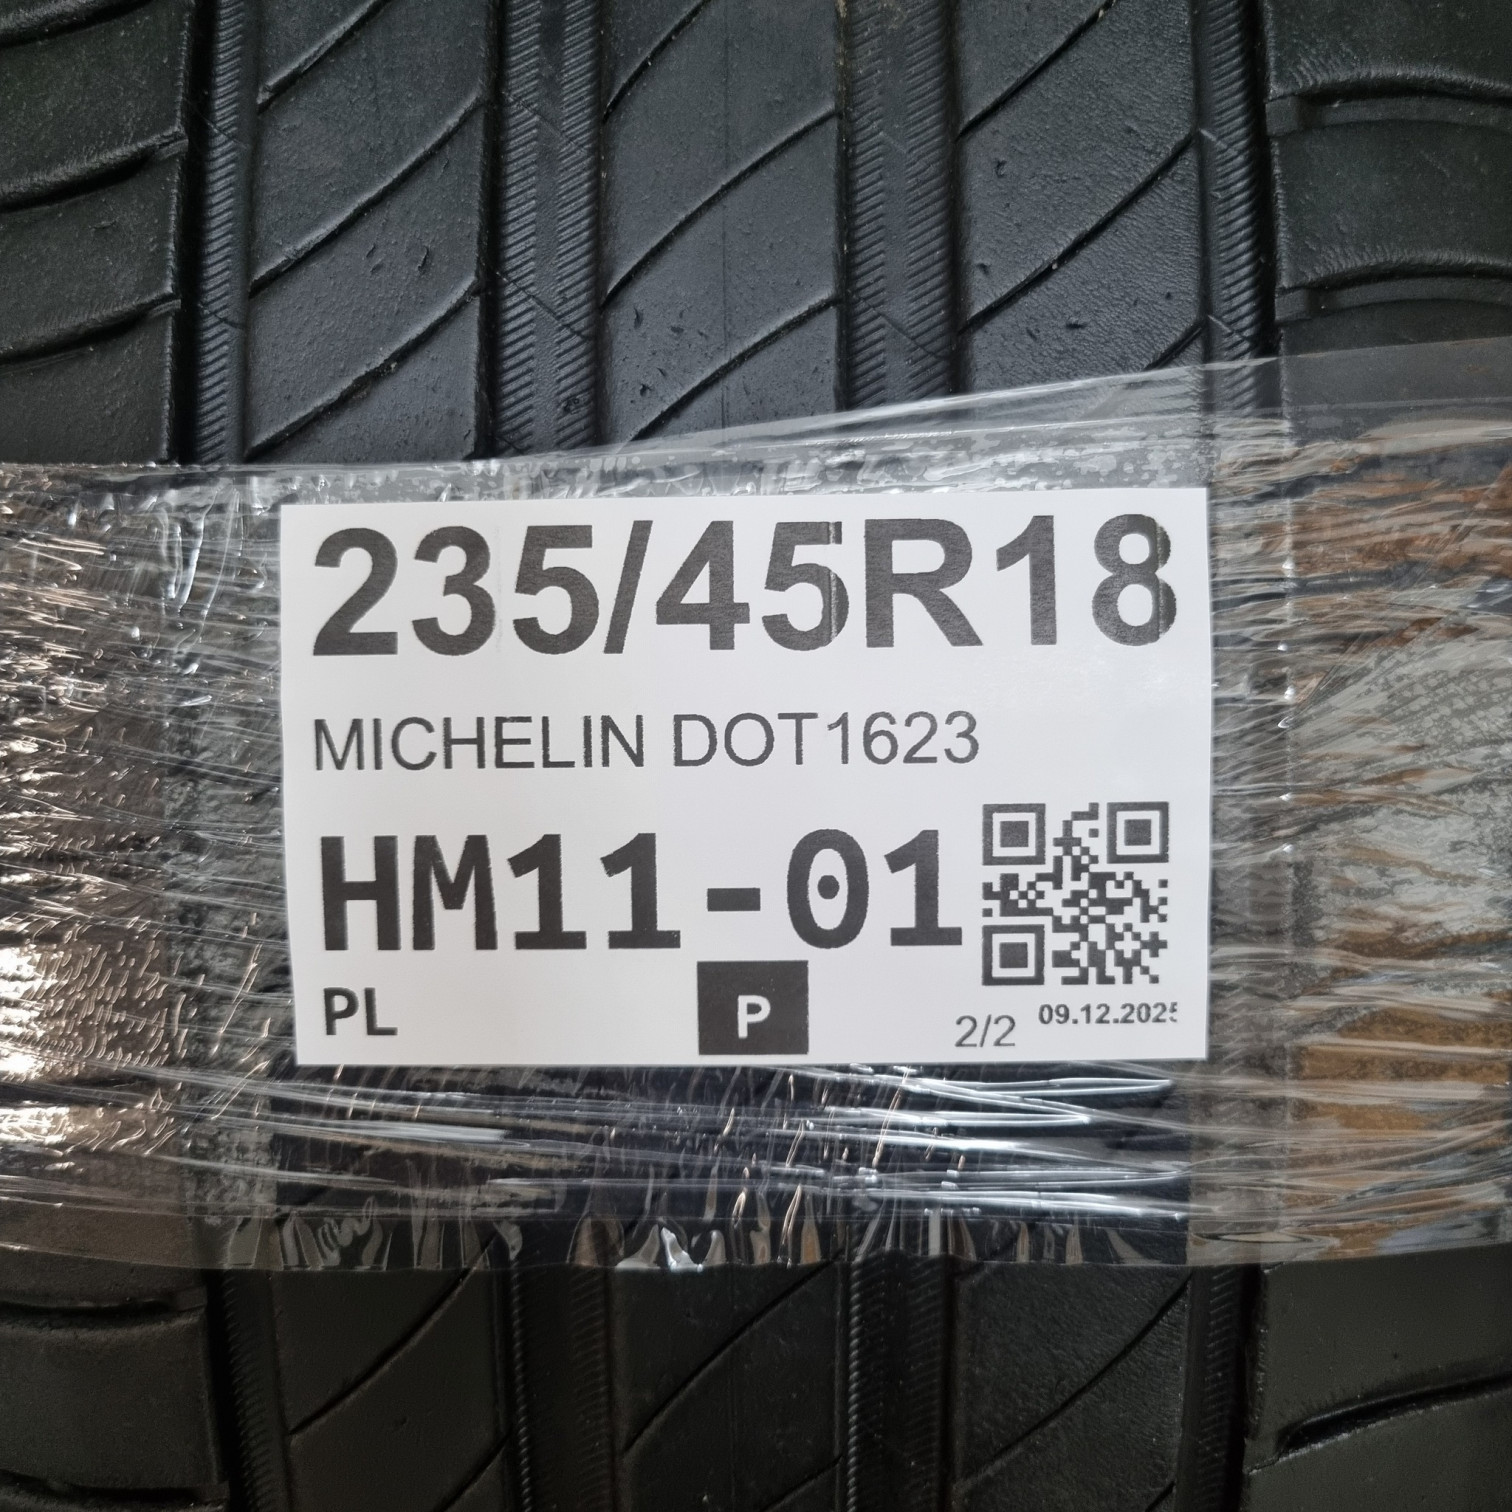 235/45R18
MICHELIN DOT1623
HM11-01
PL
P
2/2
09.12.2025